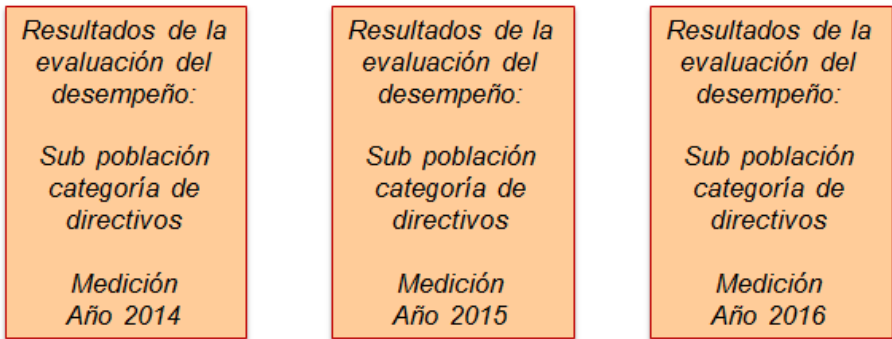 Resultados de la
evaluación del
desempeño:
Sub población
categoría de
directivos
Medición
Año 2014
Resultados de la
evaluación del
desempeño:
Sub población
categoría de
directivos
Medición
Año 2015
Resultados de la
evaluación del
desempeño:
Sub población
categoría de
directivos
Medición
Año 2016